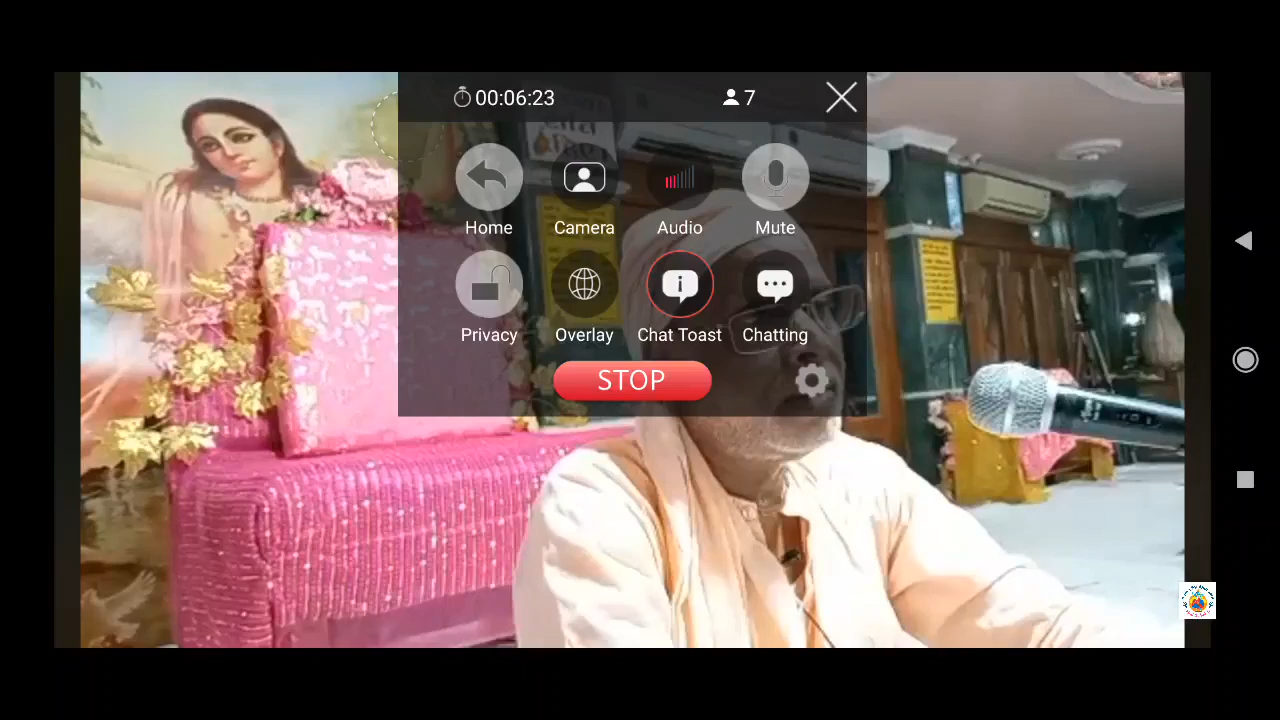 00:06:23
7
Home
Camera
Audio
Mute
Privacy
Overlay
Chat Toast
Chatting
STOP